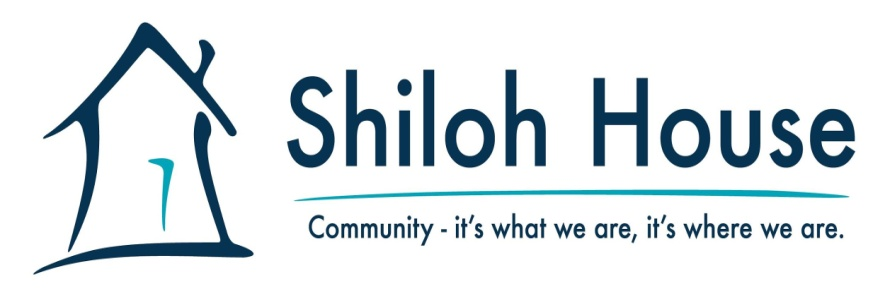 Shiloh House
Community - it's what we are, it's where we are.